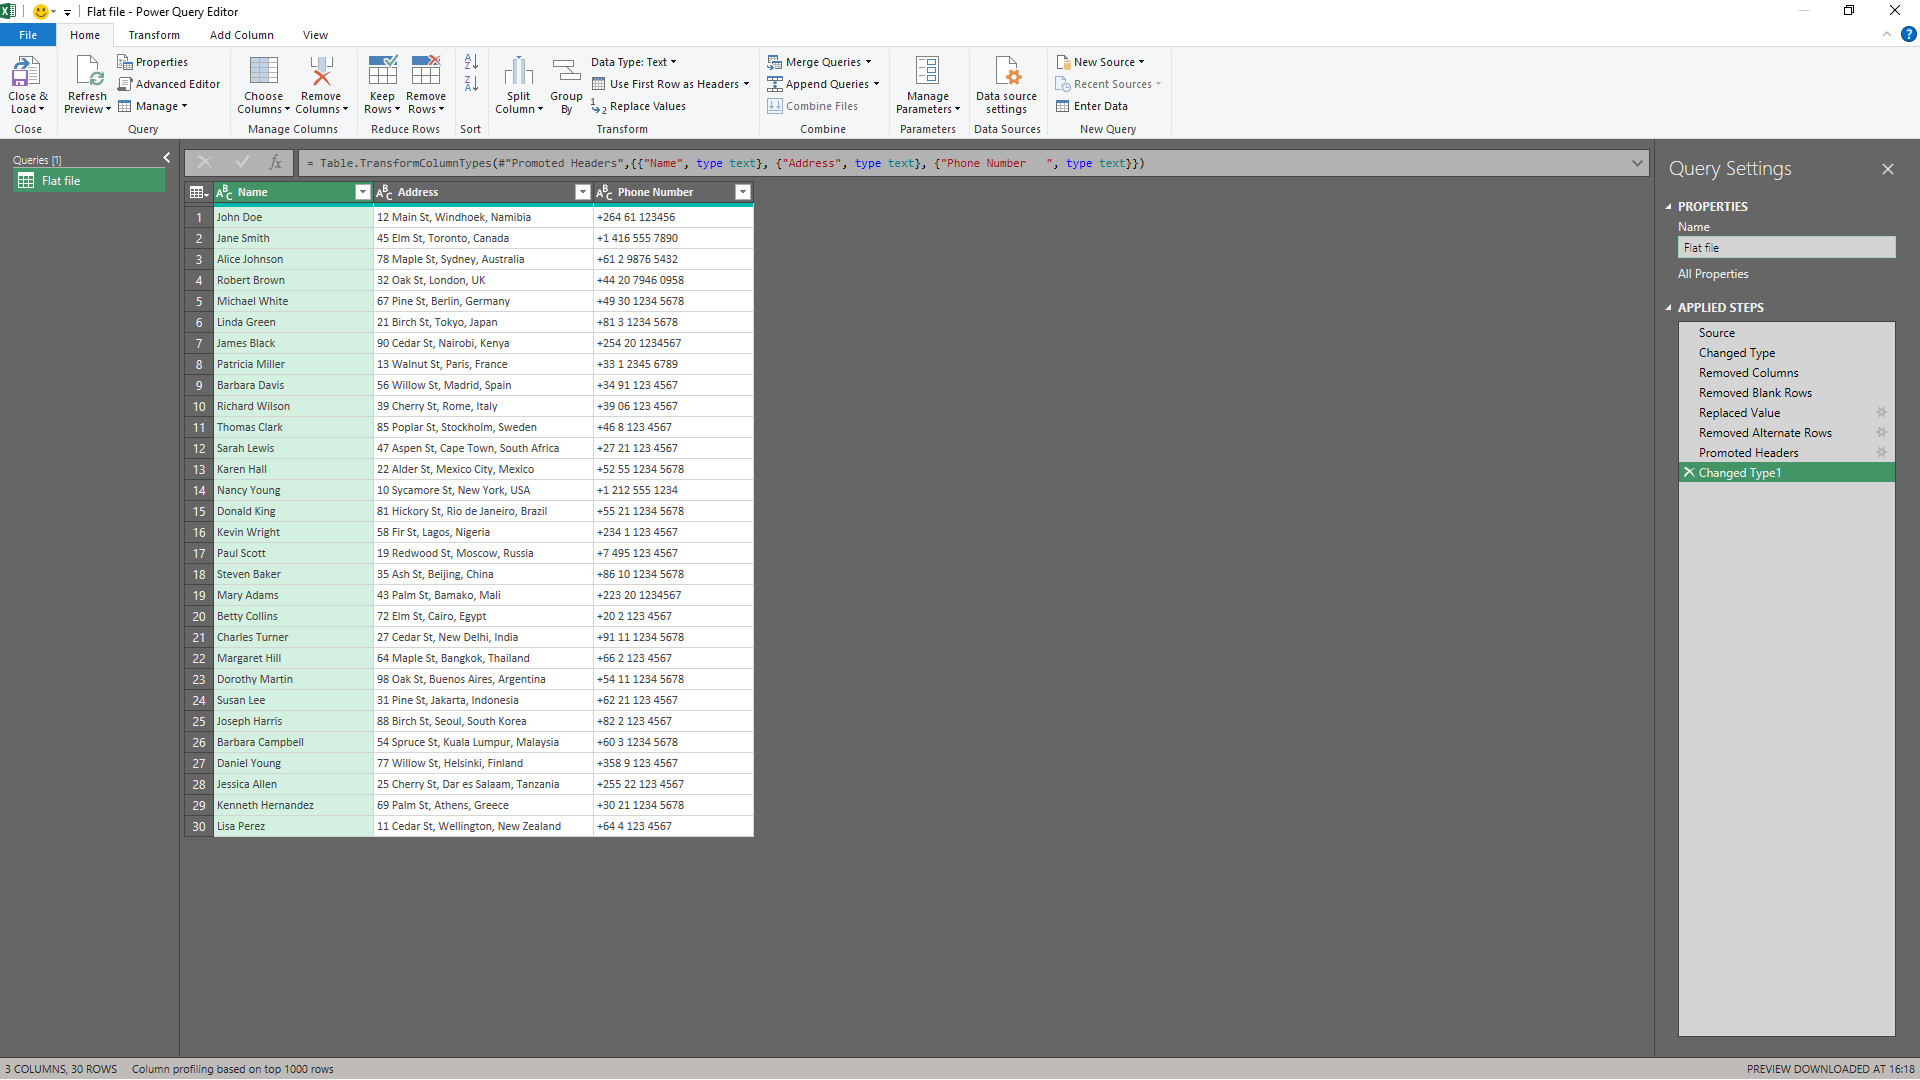 Flat file - Power Query Editor
File Home Transform Add Column View
Close & Load
Close
Refresh Preview
Properties
Advanced Editor
Manage
Query
Choose Columns
Remove Columns
Manage Columns
Keep Rows
Remove Rows
Reduce Rows
Sort
Split Column
Group By
Data Type: Text
Use First Row as Headers
Replace Values
Transform
Merge Queries
Append Queries
Combine Files
Combine
Manage Parameters
Parameters
Data source settings
Data Sources
New Source
Recent Sources
Enter Data
New Query
Queries [1]
Flat file
fx
= Table.TransformColumnTypes(#"Promoted Headers",{{"Name", type text}, {"Address", type text}, {"Phone Number   ", type text}})
Name Address Phone Number
1 John Doe 12 Main St, Windhoek, Namibia +264 61 123456
2 Jane Smith 45 Elm St, Toronto, Canada +1 416 555 7890
3 Alice Johnson 78 Maple St, Sydney, Australia +61 2 9876 5432
4 Robert Brown 32 Oak St, London, UK +44 20 7946 0958
5 Michael White 67 Pine St, Berlin, Germany +49 30 1234 5678
6 Linda Green 21 Birch St, Tokyo, Japan +81 3 1234 5678
7 James Black 90 Cedar St, Nairobi, Kenya +254 20 1234567
8 Patricia Miller 13 Walnut St, Paris, France +33 1 2345 6789
9 Barbara Davis 56 Willow St, Madrid, Spain +34 91 123 4567
10 Richard Wilson 39 Cherry St, Rome, Italy +39 06 123 4567
11 Thomas Clark 85 Poplar St, Stockholm, Sweden +46 8 123 4567
12 Sarah Lewis 47 Aspen St, Cape Town, South Africa +27 21 123 4567
13 Karen Hall 22 Alder St, Mexico City, Mexico +52 55 1234 5678
14 Nancy Young 10 Sycamore St, New York, USA +1 212 555 1234
15 Donald King 81 Hickory St, Rio de Janeiro, Brazil +55 21 1234 5678
16 Kevin Wright 58 Fir St, Lagos, Nigeria +234 1 123 4567
17 Paul Scott 19 Redwood St, Moscow, Russia +7 495 123 4567
18 Steven Baker 35 Ash St, Beijing, China +86 10 1234 5678
19 Mary Adams 43 Palm St, Bamako, Mali +223 20 1234567
20 Betty Collins 72 Elm St, Cairo, Egypt +20 2 123 4567
21 Charles Turner 27 Cedar St, New Delhi, India +91 11 1234 5678
22 Margaret Hill 64 Maple St, Bangkok, Thailand +66 2 123 4567
23 Dorothy Martin 98 Oak St, Buenos Aires, Argentina +54 11 1234 5678
24 Susan Lee 31 Pine St, Jakarta, Indonesia +62 21 123 4567
25 Joseph Harris 88 Birch St, Seoul, South Korea +82 2 123 4567
26 Barbara Campbell 54 Spruce St, Kuala Lumpur, Malaysia +60 3 1234 5678
27 Daniel Young 77 Willow St, Helsinki, Finland +358 9 123 4567
28 Jessica Allen 25 Cherry St, Dar es Salaam, Tanzania +255 22 123 4567
29 Kenneth Hernandez 69 Palm St, Athens, Greece +30 21 1234 5678
30 Lisa Perez 11 Cedar St, Wellington, New Zealand +64 4 123 4567
Query Settings
PROPERTIES
Name
Flat file
All Properties
APPLIED STEPS
Source
Changed Type
Removed Columns
Removed Blank Rows
Replaced Value
Removed Alternate Rows
Promoted Headers
Changed Type1
3 COLUMNS, 30 ROWS Column profiling based on top 1000 rows
PREVIEW DOWNLOADED AT 16:18